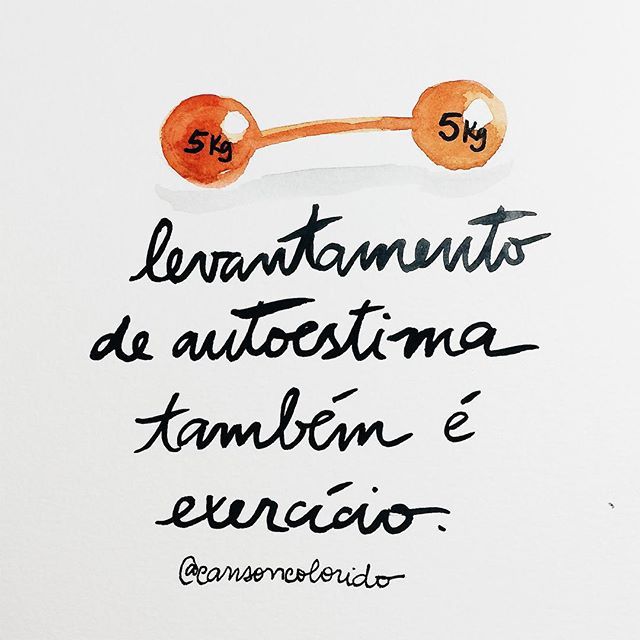 5kg
5kg
levantamento
de autoestima
também é
exercício.
@cansoncolorido